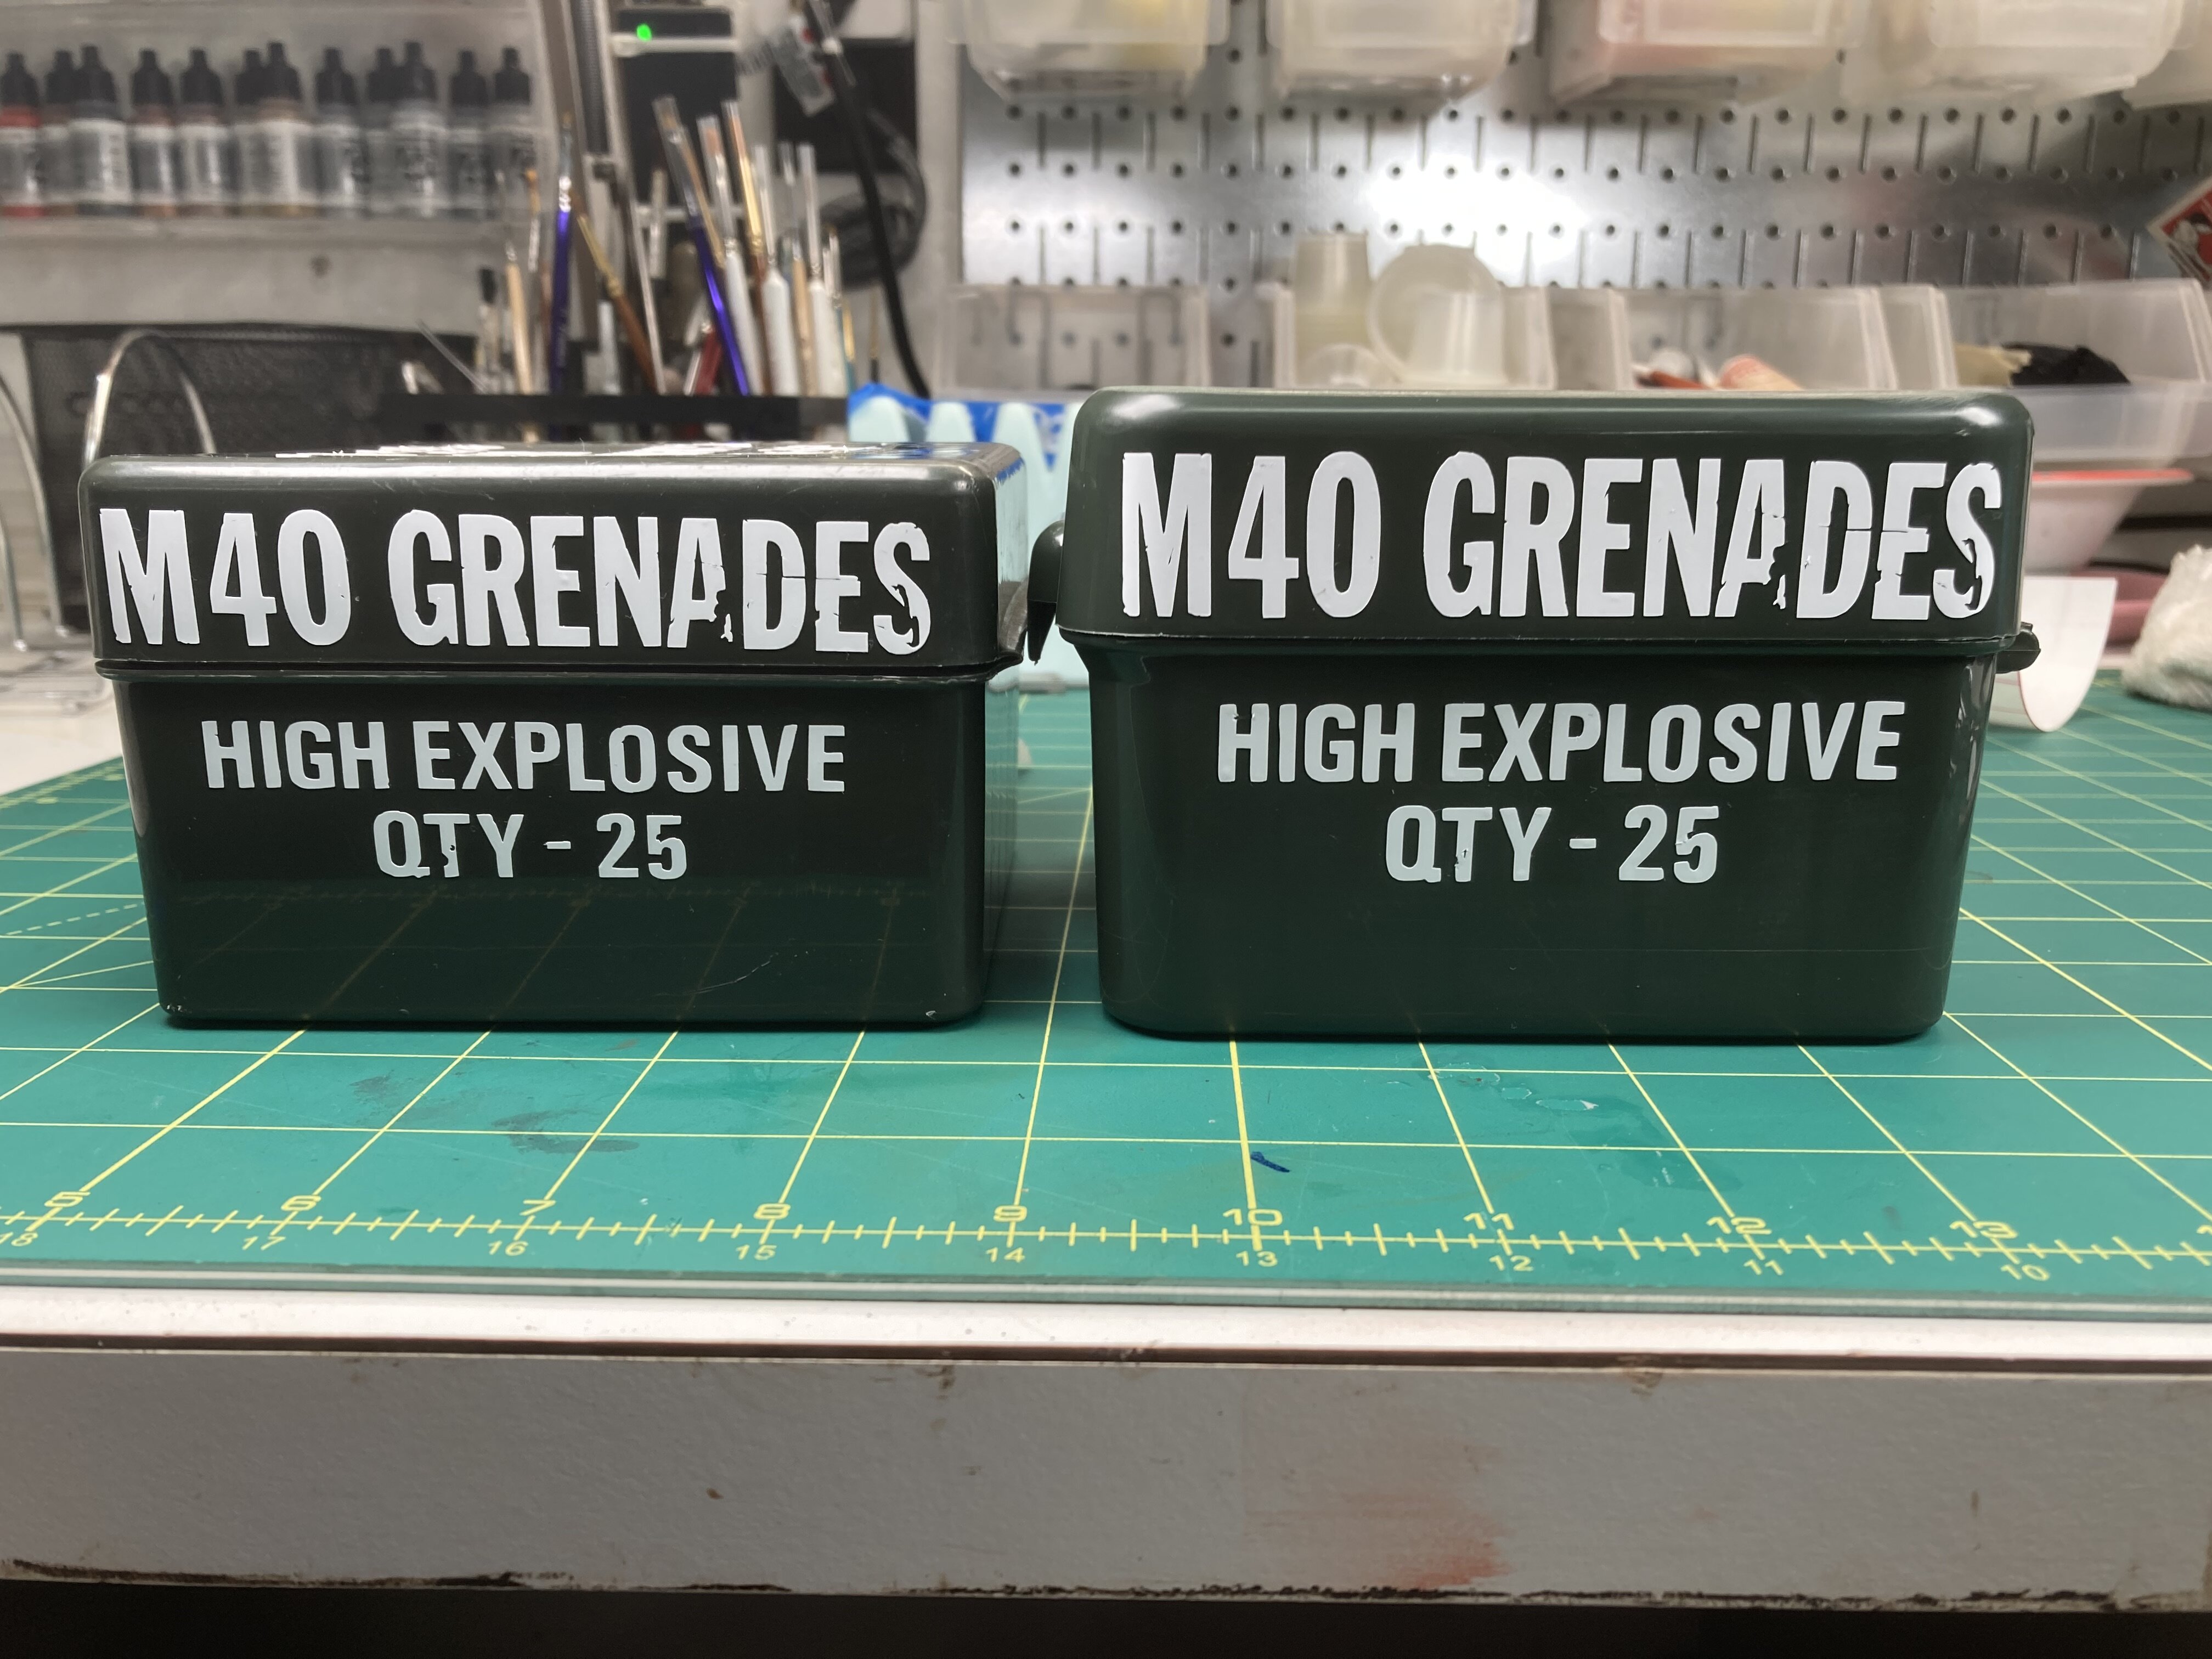 M40 GRENADES
HIGH EXPLOSIVE
QTY - 25
M40 GRENADES
HIGH EXPLOSIVE
QTY - 25
5 6 7 8 9 10 11 12 13
18 17 16 15 14 13 12 11 10